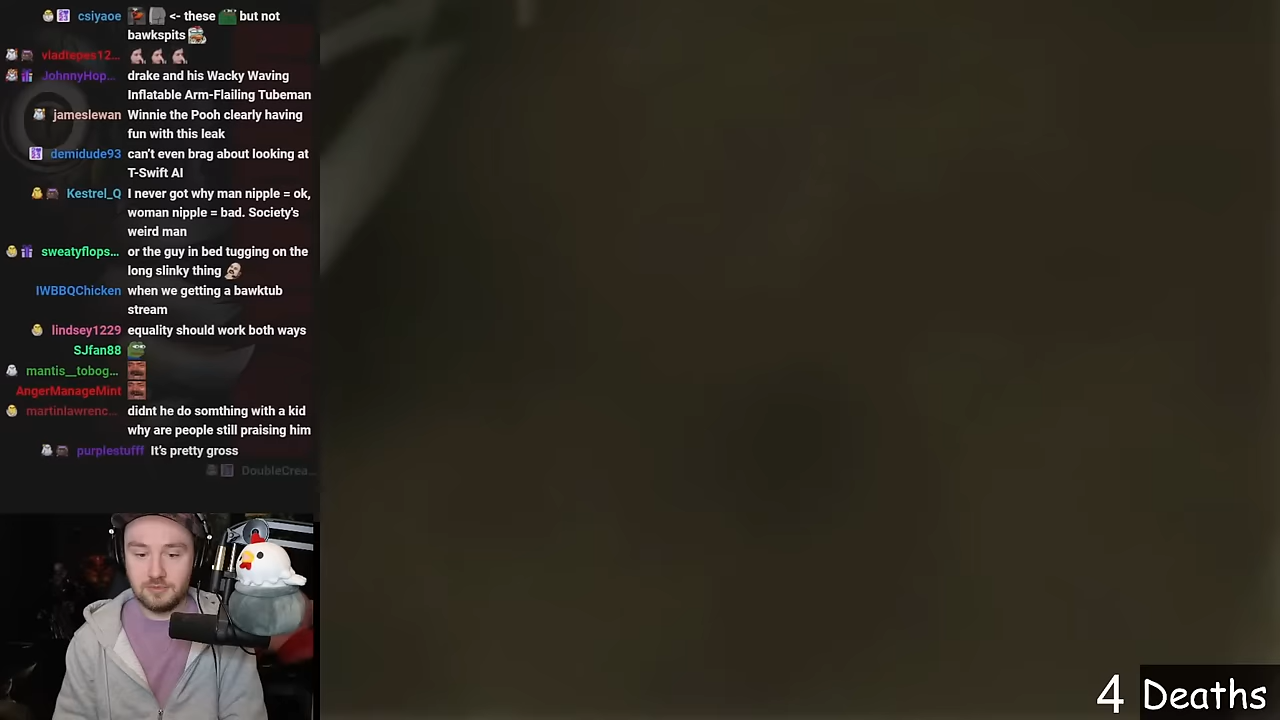 csiyaoe <- these but not
bawkspits
vladtepes12...
JohnnyHop... drake and his Wacky Waving
Inflatable Arm-Flailing Tubeman
jameslewan Winnie the Pooh clearly having
fun with this leak
demidude93 can't even brag about looking at
T-Swift AI
Kestrel_Q I never got why man nipple = ok,
woman nipple = bad. Society's
weird man
sweatyflops... or the guy in bed tugging on the
long slinky thing
IWBBQChicken when we getting a bawktub
stream
lindsey1229 equality should work both ways
SJfan88
mantis__tobog...
AngerManageMint
martinlawrenc... didnt he do somthing with a kid
why are people still praising him
purplestufff It's pretty gross
DoubleCrea...
4 Deaths